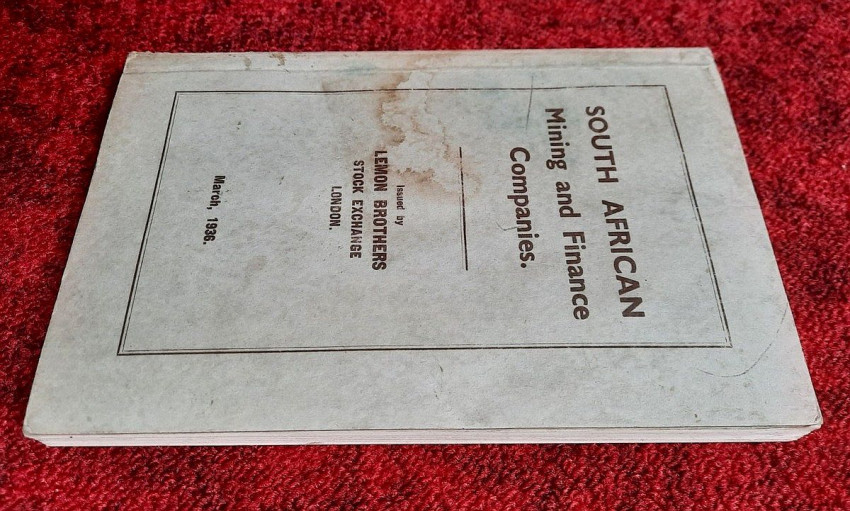 SOUTH AFRICAN
Mining and Finance
Companies.
Issued by
LEMON BROTHERS
STOCK EXCHANGE
LONDON.
March, 1936.